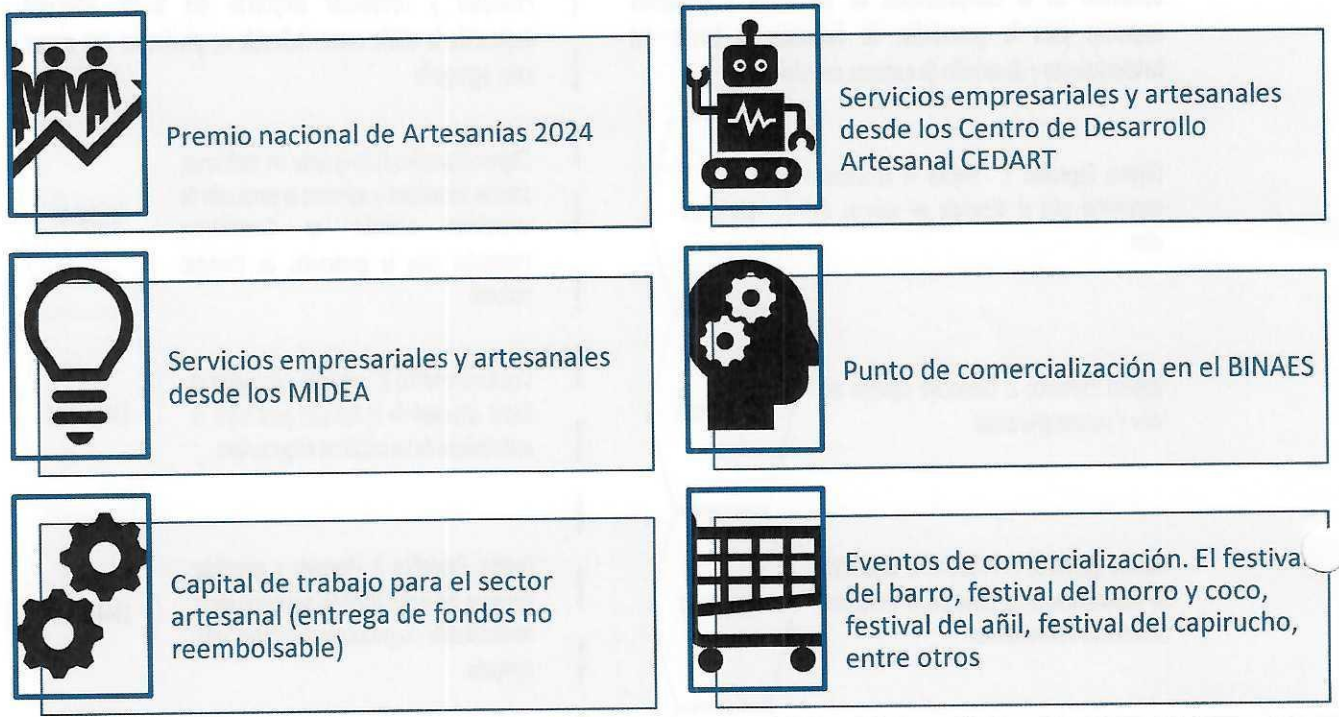 Premio nacional de Artesanías 2024
Servicios empresariales y artesanales
desde los Centro de Desarrollo
Artesanal CEDART
Servicios empresariales y artesanales
desde los MIDEA
Punto de comercialización en el BINAES
Capital de trabajo para el sector
artesanal (entrega de fondos no
reembolsable)
Eventos de comercialización. El festival
del barro, festival del morro y coco,
festival del añil, festival del capirucho,
entre otros